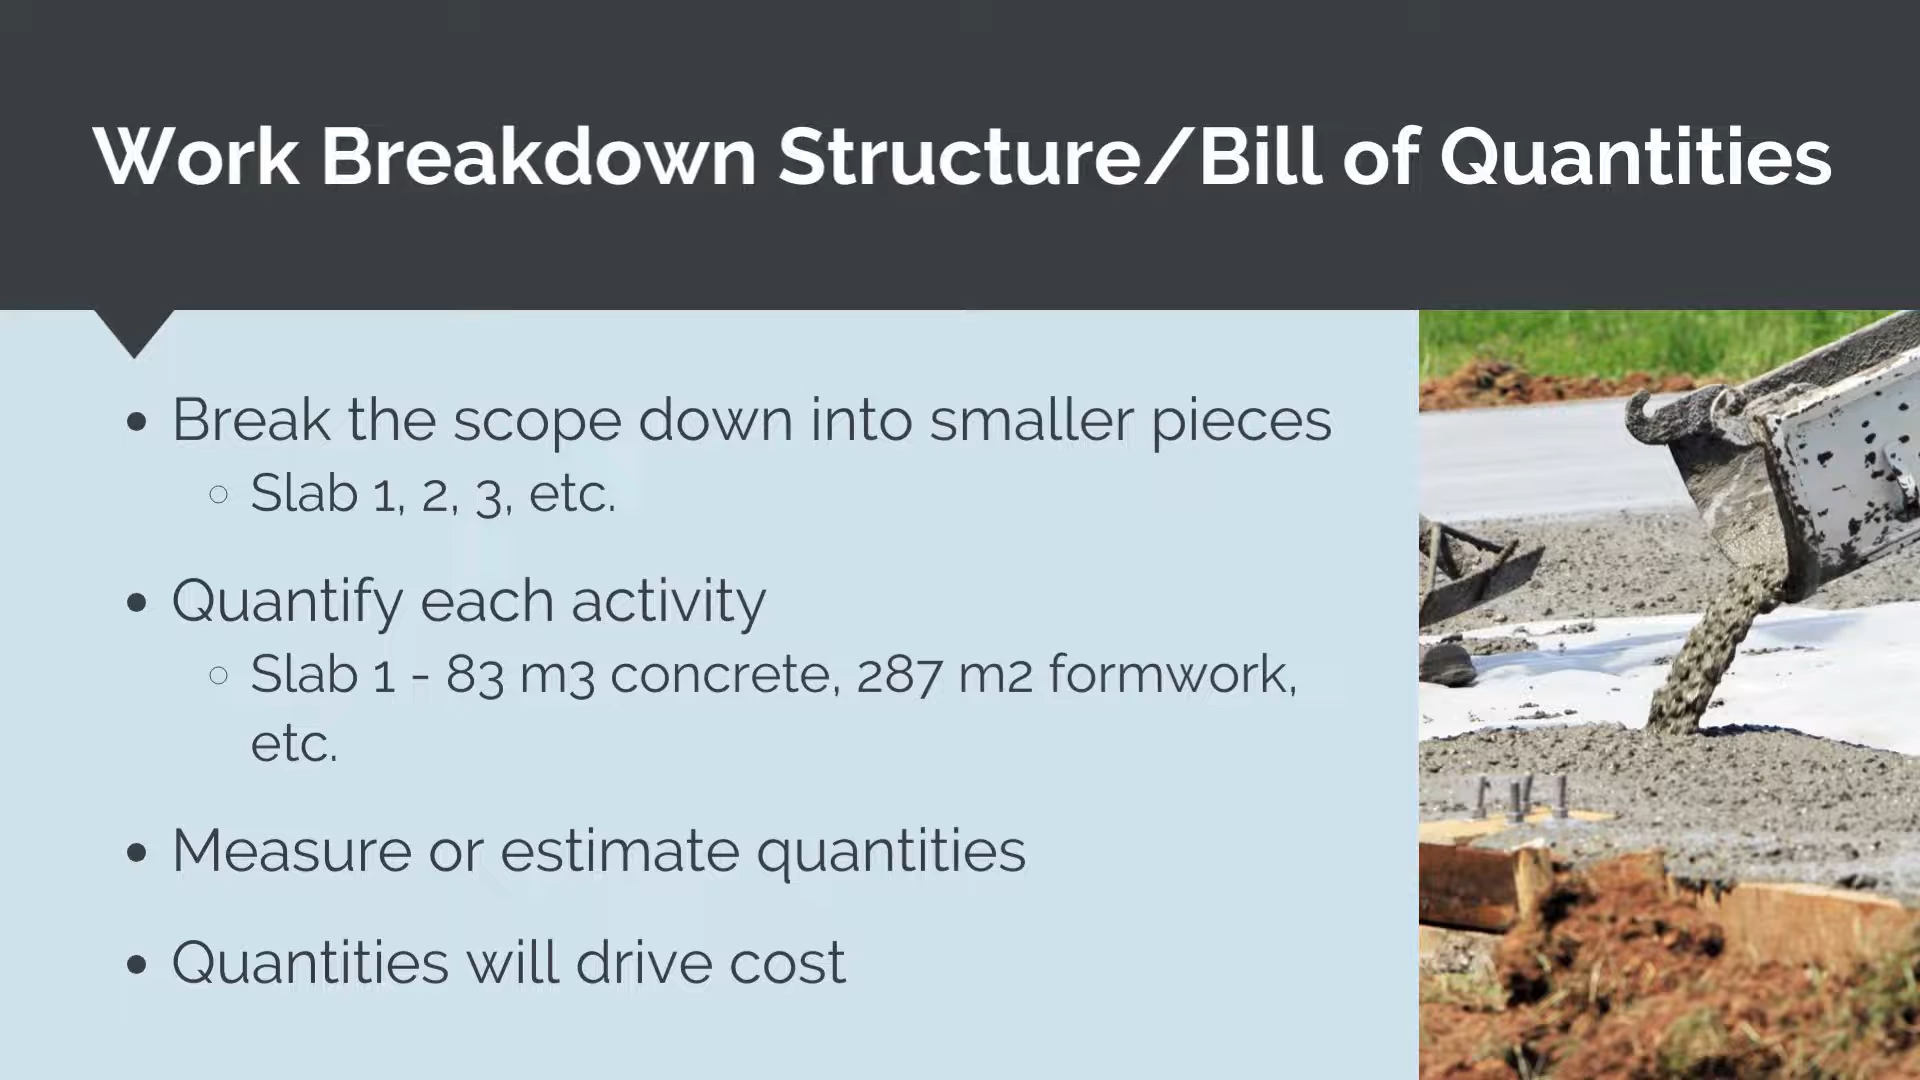 Work Breakdown Structure/Bill of Quantities
• Break the scope down into smaller pieces
○ Slab 1, 2, 3, etc.
• Quantify each activity
○ Slab 1 - 83 m3 concrete, 287 m2 formwork,
etc.
• Measure or estimate quantities
• Quantities will drive cost